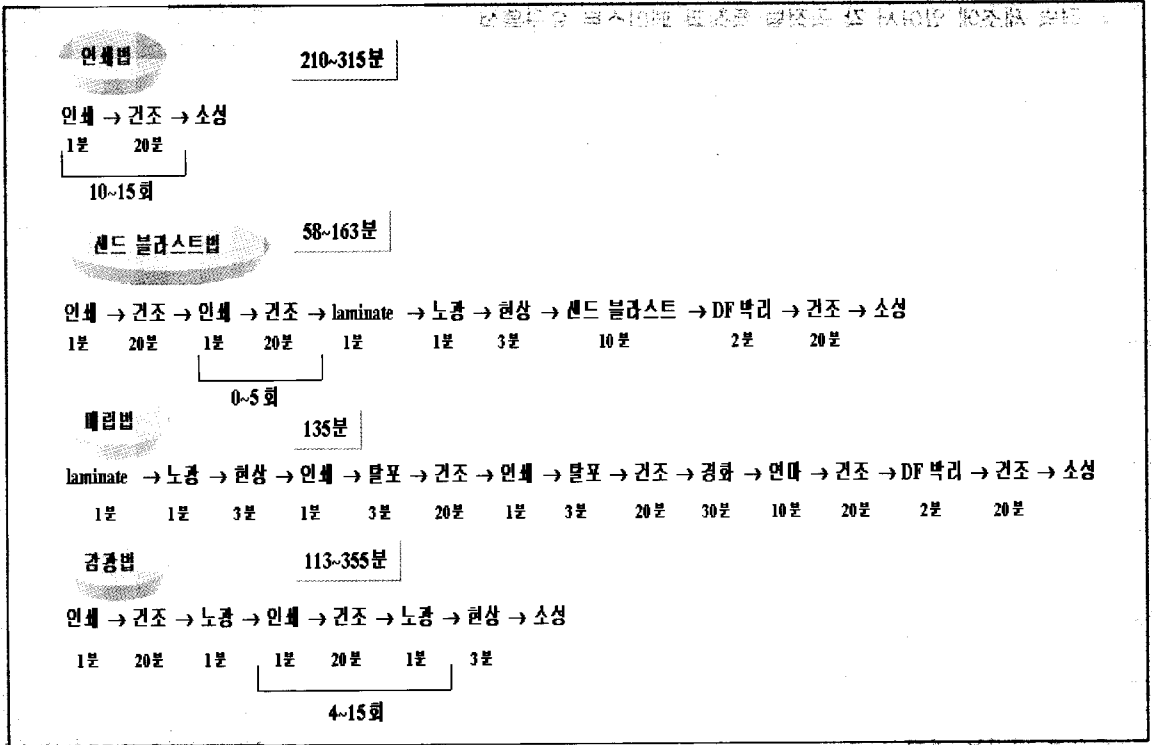 인쇄법
210~315분
인쇄 → 건조 → 소성
1분 20분
10~15회
샌드 블라스트법
58~163분
인쇄 → 건조 → 인쇄 → 건조 → laminate → 노광 → 현상 → 샌드 블라스트 → DF 박리 → 건조 → 소성
1분 20분 1분 20분 1분 1분 3분 10분 2분 20분
0~5회
매립법
135분
laminate → 노광 → 현상 → 인쇄 → 탈포 → 건조 → 인쇄 → 탈포 → 건조 → 경화 → 연마 → 건조 → DF 박리 → 건조 → 소성
1분 1분 3분 1분 3분 20분 1분 3분 20분 30분 10분 20분 2분 20분
감광법
113~355분
인쇄 → 건조 → 노광 → 인쇄 → 건조 → 노광 → 현상 → 소성
1분 20분 1분 1분 20분 1분 3분
4~15회